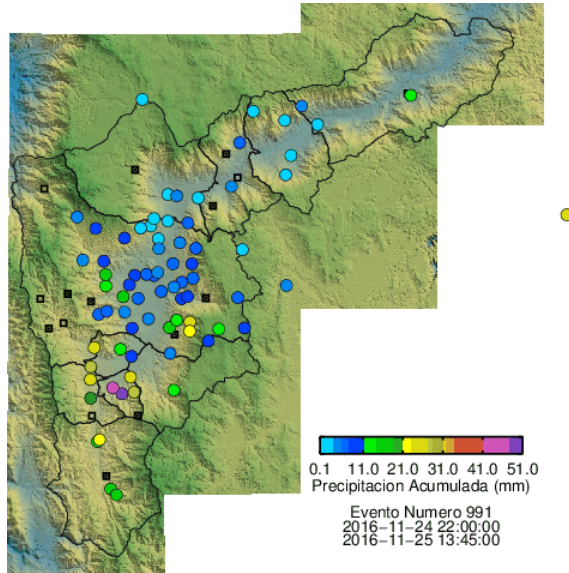 0.1 11.0 21.0 31.0 41.0 51.0
Precipitacion Acumulada (mm)
Evento Numero 991
2016−11−24 22:00:00
2016−11−25 13:45:00